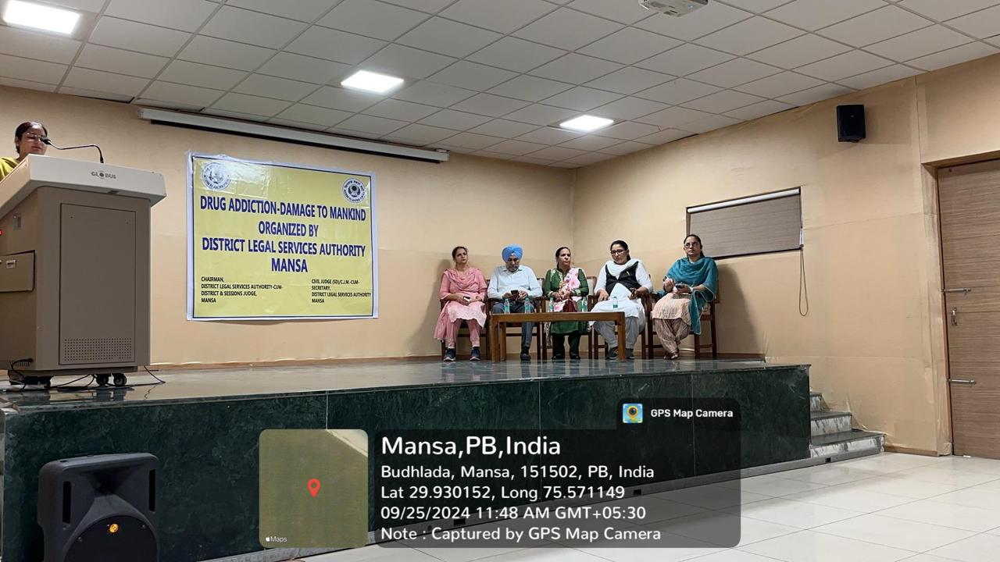 GLOBUS
DRUG ADDICTION-DAMAGE TO MANKIND
ORGANIZED BY
DISTRICT LEGAL SERVICES AUTHORITY
MANSA
CHAIRMAN,
DISTRICT LEGAL SERVICES AUTHORITY-CUM-
DISTRICT & SESSIONS JUDGE,
MANSA
CIVIL JUDGE (SD)/C.J.M.-CUM-
SECRETARY,
DISTRICT LEGAL SERVICES AUTHORITY
MANSA
GPS Map Camera
Mansa,PB,India
Budhlada, Mansa, 151502, PB, India
Lat 29.930152, Long 75.571149
09/25/2024 11:48 AM GMT+05:30
Note : Captured by GPS Map Camera
Maps